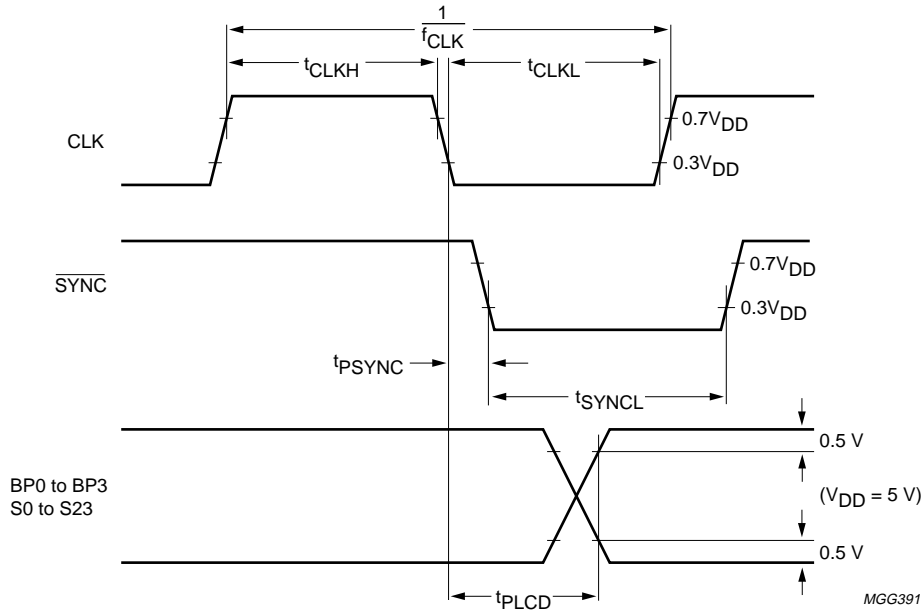 1
fCLK
tCLKH
tCLKL
CLK
0.7VDD
0.3VDD
SYNC
0.7VDD
0.3VDD
tPSYNC
tSYNCL
0.5 V
BP0 to BP3
S0 to S23
(VDD = 5 V)
0.5 V
tPLCD
MGG391